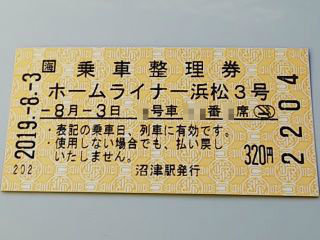 乗車整理券
ホームライナー浜松3号
-8月-3日 号車 番 席
・表記の乗車日、列車に有効です。
・使用しない場合でも、払い戻し
いたしません。
320円
沼津駅発行
2019.-8.-3
202
2204